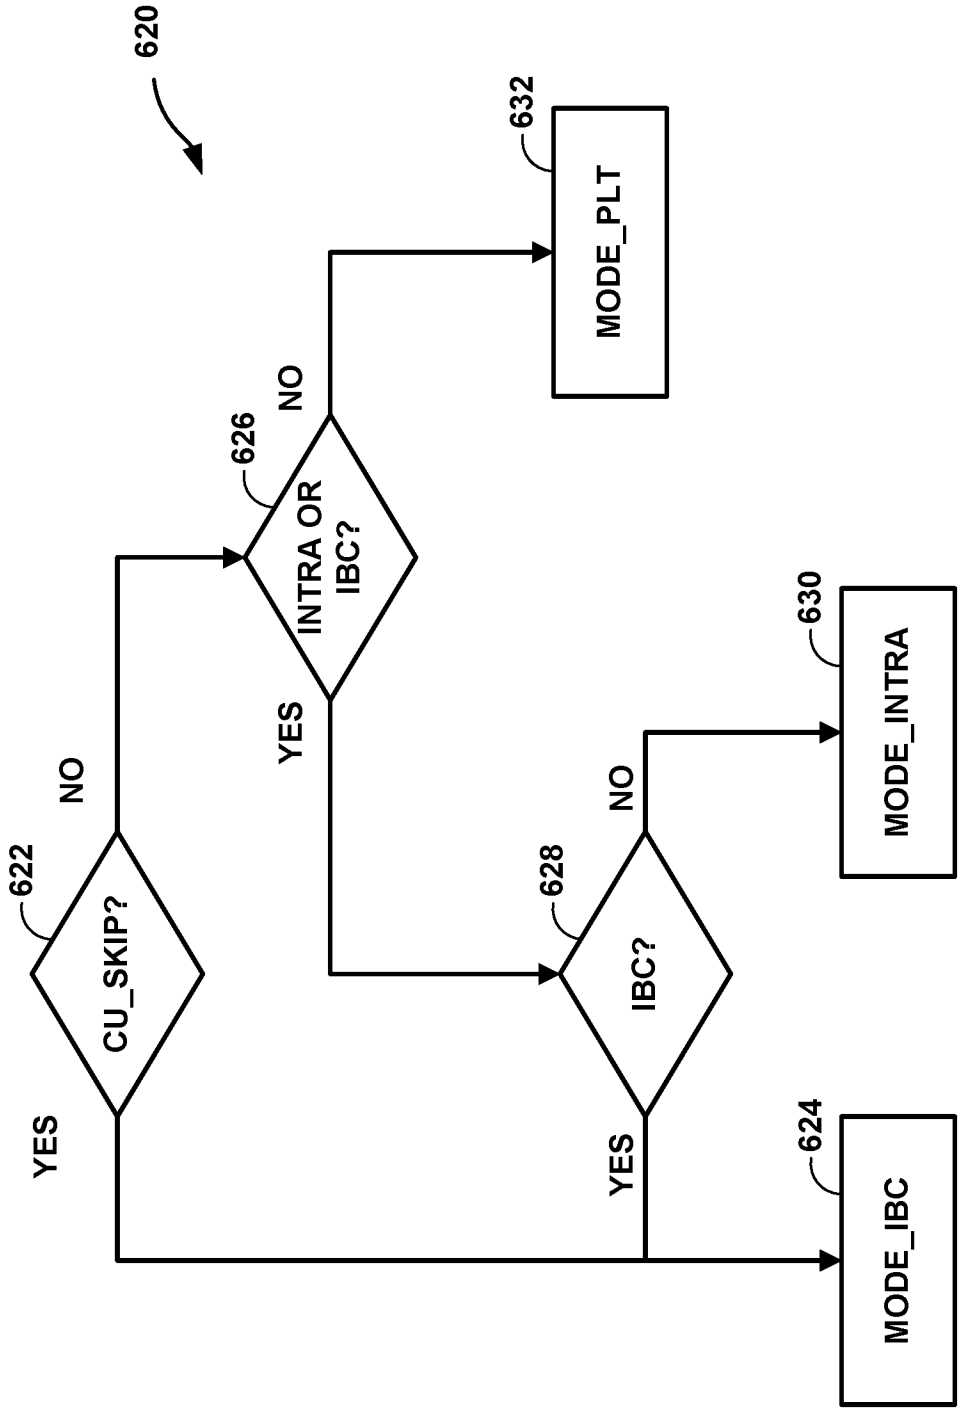 620
622
CU_SKIP?
YES
NO
626
INTRA OR
IBC?
YES
NO
628
IBC?
YES
NO
632
MODE_PLT
624
MODE_IBC
630
MODE_INTRA